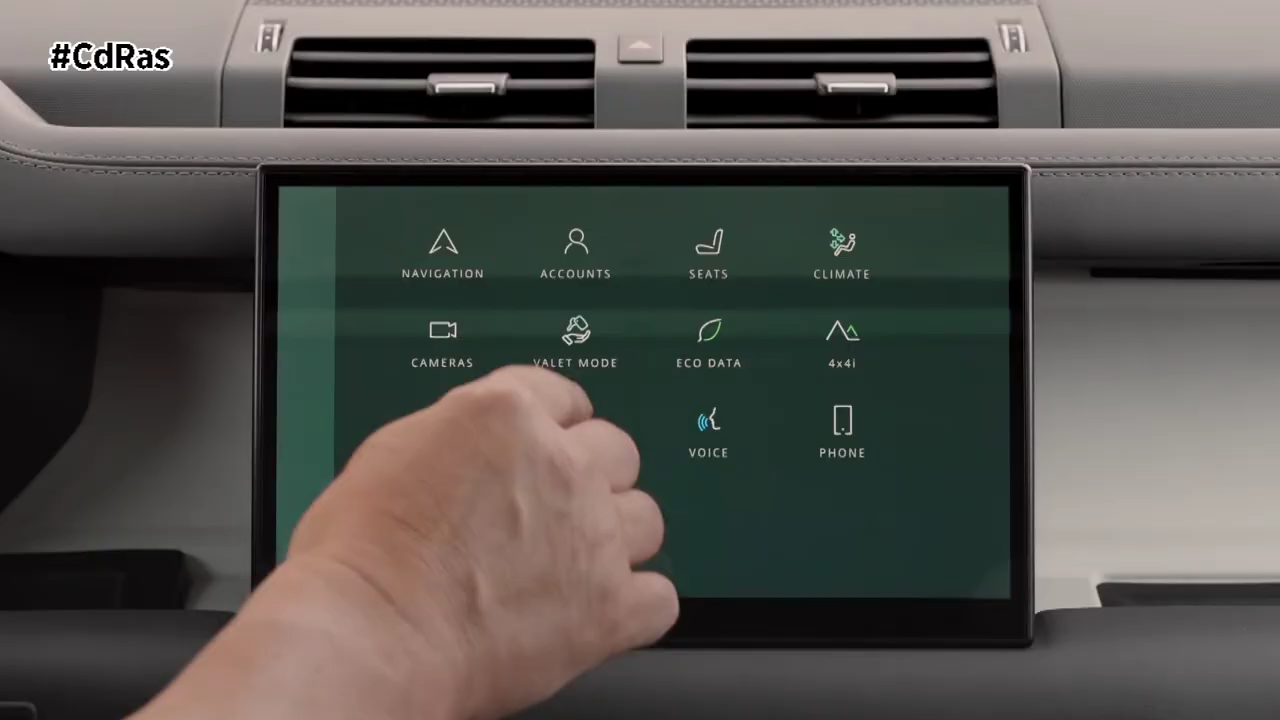 #CdRas
NAVIGATION
ACCOUNTS
SEATS
CLIMATE
CAMERAS
VALET MODE
ECO DATA
4x4i
VOICE
PHONE